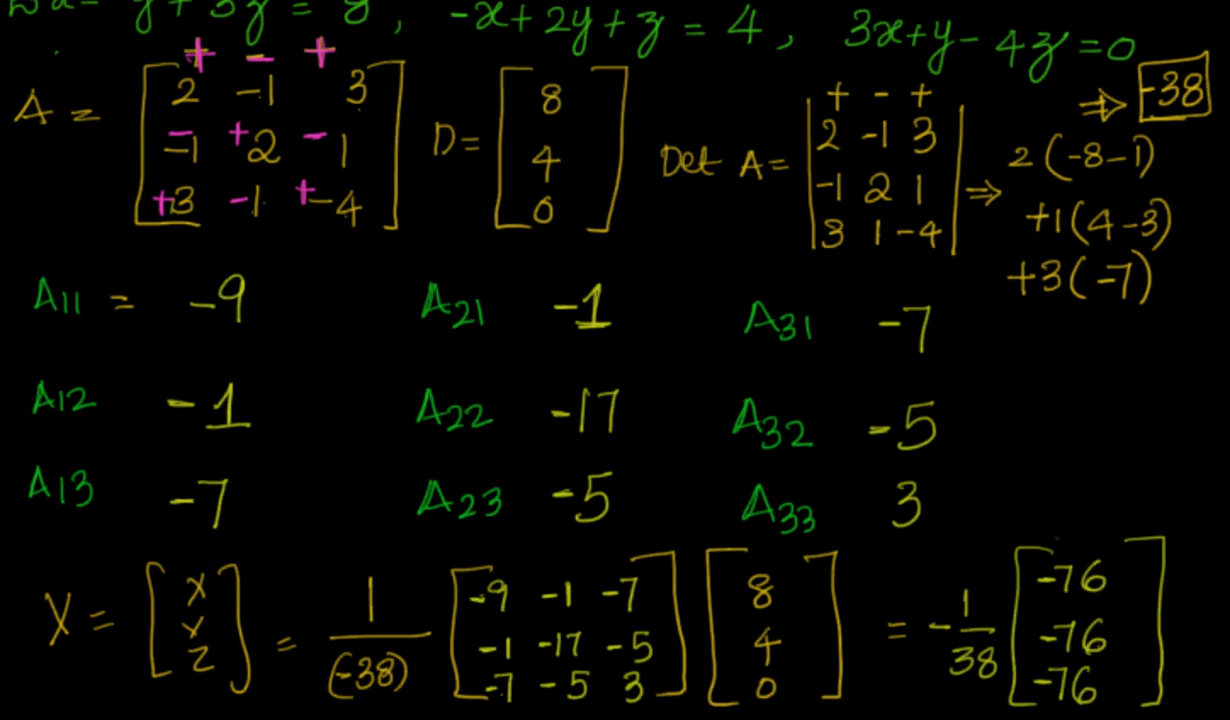 2x - y + 3z = 8, -x + 2y + z = 4, 3x + y - 4z = 0
+ - +
A = [ 2 -1 3 ] D = [ 8 ] Det A = | + - + | ⇒ -38
[ - -1 + 2 - 1 ] [ 4 ] | 2 -1 3 | 2(-8-1)
[ +3 - 1 + -4 ] [ 0 ] | -1 2 1 | ⇒ +1(4-3)
| 3 1 -4 | +3(-7)
A11 = -9 A21 -1 A31 -7
A12 -1 A22 -17 A32 -5
A13 -7 A23 -5 A33 3
X = [ x ] = 1 [ -9 -1 -7 ] [ 8 ] = - 1 [ -76 ]
[ y ] (-38) [ -1 -17 -5 ] [ 4 ] 38 [ -76 ]
[ z ] [ -7 -5 3 ] [ 0 ] [ -76 ]